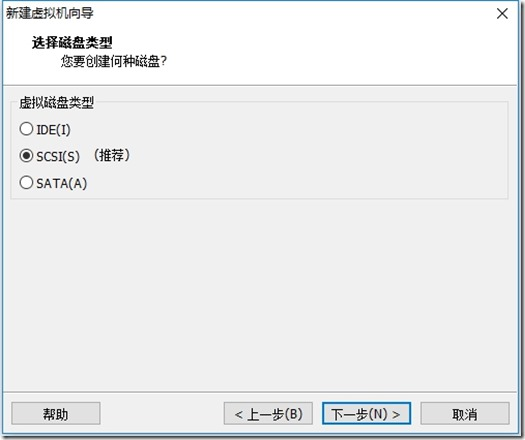 新建虚拟机向导
选择磁盘类型
您要创建何种磁盘?
虚拟磁盘类型
IDE(I)
SCSI(S) (推荐)
SATA(A)
帮助 < 上一步(B) 下一步(N) > 取消